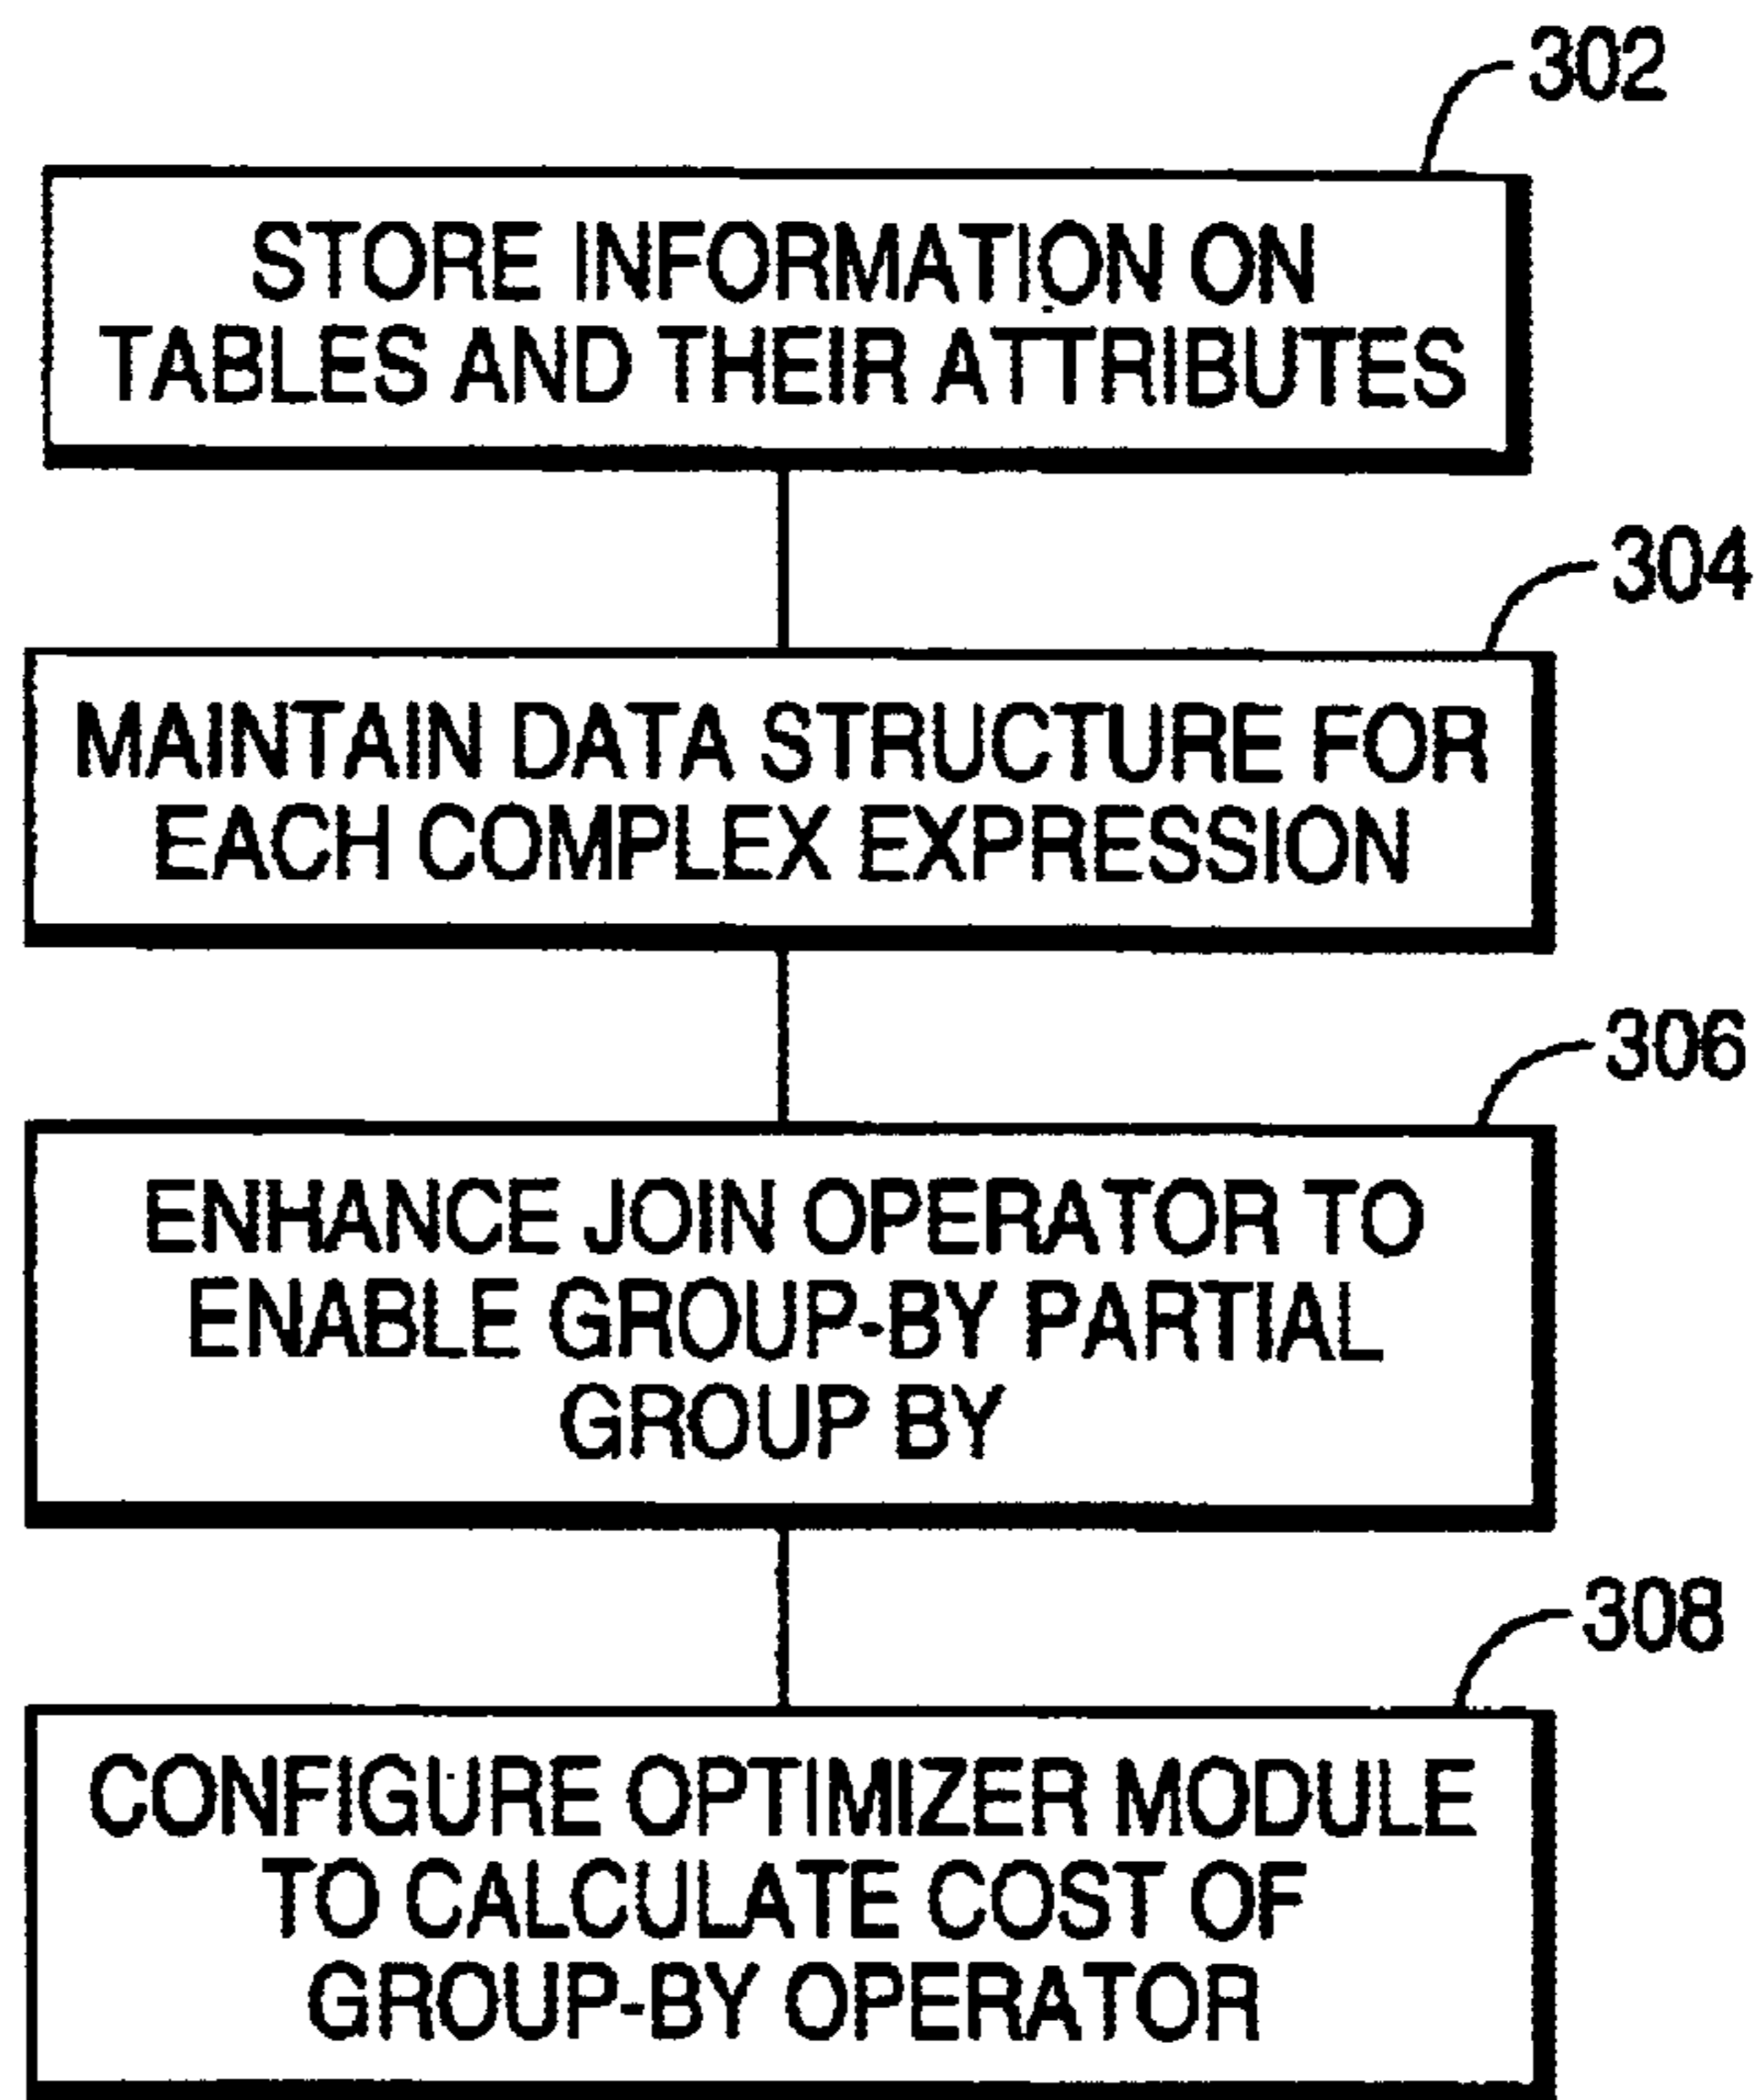 302
STORE INFORMATION ON
TABLES AND THEIR ATTRIBUTES
304
MAINTAIN DATA STRUCTURE FOR
EACH COMPLEX EXPRESSION
306
ENHANCE JOIN OPERATOR TO
ENABLE GROUP-BY PARTIAL
GROUP BY
308
CONFIGURE OPTIMIZER MODULE
TO CALCULATE COST OF
GROUP-BY OPERATOR